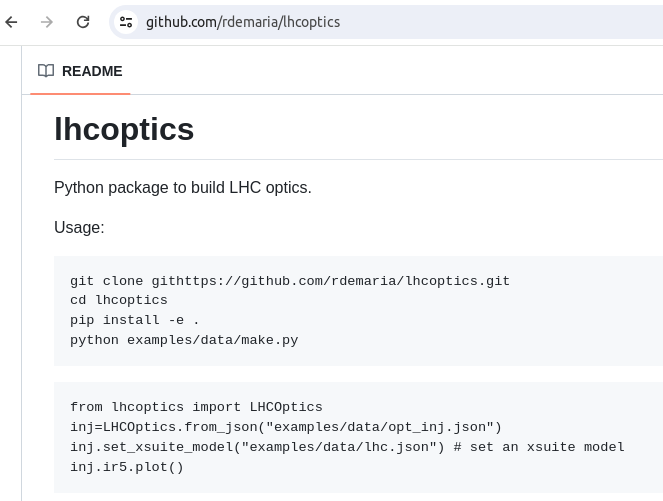 github.com/rdemaria/lhcoptics
README
lhcoptics
Python package to build LHC optics.
Usage:
git clone githttps://github.com/rdemaria/lhcoptics.git
cd lhcoptics
pip install -e .
python examples/data/make.py
from lhcoptics import LHCOptics
inj=LHCOptics.from_json("examples/data/opt_inj.json")
inj.set_xsuite_model("examples/data/lhc.json") # set an xsuite model
inj.ir5.plot()